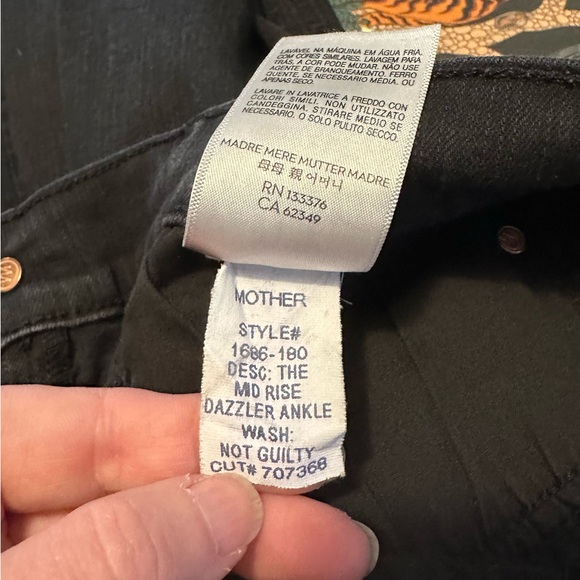 LAVÁVEL NA MÁQUINA EM ÁGUA FRIA,
COM CORES SIMILARES. LAVAGEM PARA
TRÁS, A COR PODE MUDAR. NÃO USE
AGENTE DE BRANQUEAMENTO. FERRO
QUENTE, SE NECESSARIO MÉDIA. OU
APENAS SECO.
LAVARE IN LAVATRICE A FREDDO CON
COLORI SIMILI. NON UTILIZZATO
CANDEGGINA. STIRARE MEDIO SE
NECESSARIO. O SOLO PULITO SECCO.
MADRE MERE MUTTER MADRE
母母 親 어머니
RN 133376
CA 62349
MOTHER
STYLE#
1686-180
DESC: THE
MID RISE
DAZZLER ANKLE
WASH:
NOT GUILTY
CUT# 707368